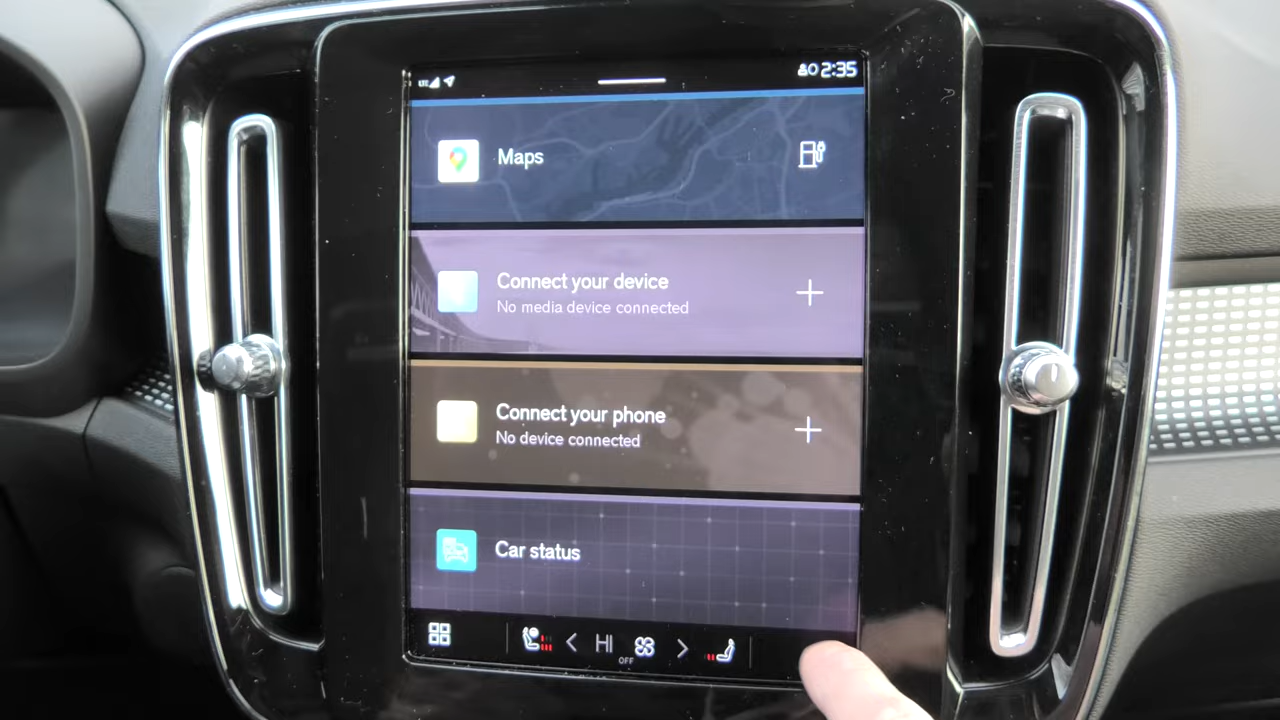 LTE
2:35
Maps
Connect your device
No media device connected
Connect your phone
No device connected
Car status
HI
OFF